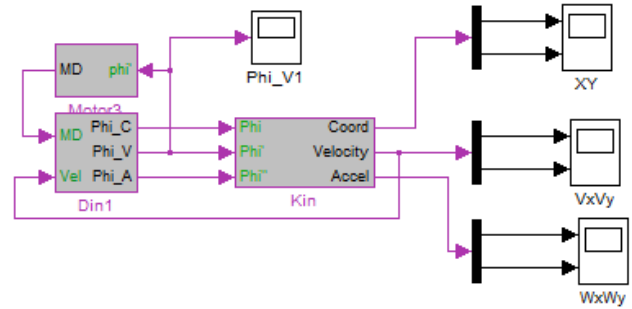 Phi_V1
XY
MD phi'
Motor3
MD Phi_C
Phi_V
Vel Phi_A
Din1
Phi Coord
Phi' Velocity
Phi'' Accel
Kin
VxVy
WxWy